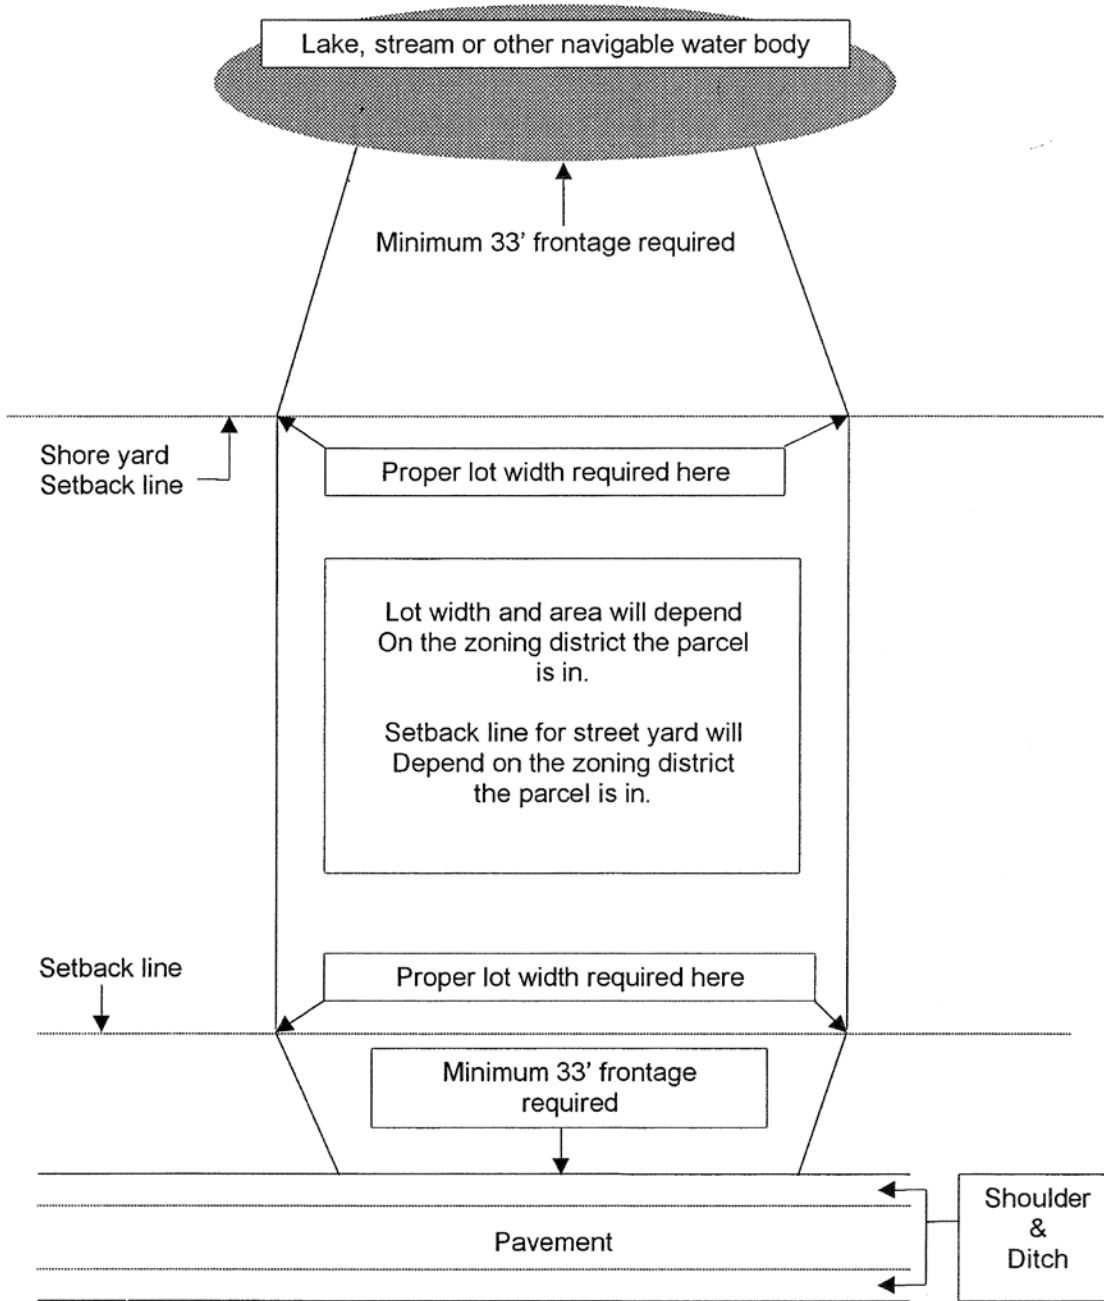 Lake, stream or other navigable water body
Minimum 33' frontage required
Shore yard
Setback line
Proper lot width required here
Lot width and area will depend
On the zoning district the parcel
is in.
Setback line for street yard will
Depend on the zoning district
the parcel is in.
Setback line
Proper lot width required here
Minimum 33' frontage
required
Pavement
Shoulder
&
Ditch